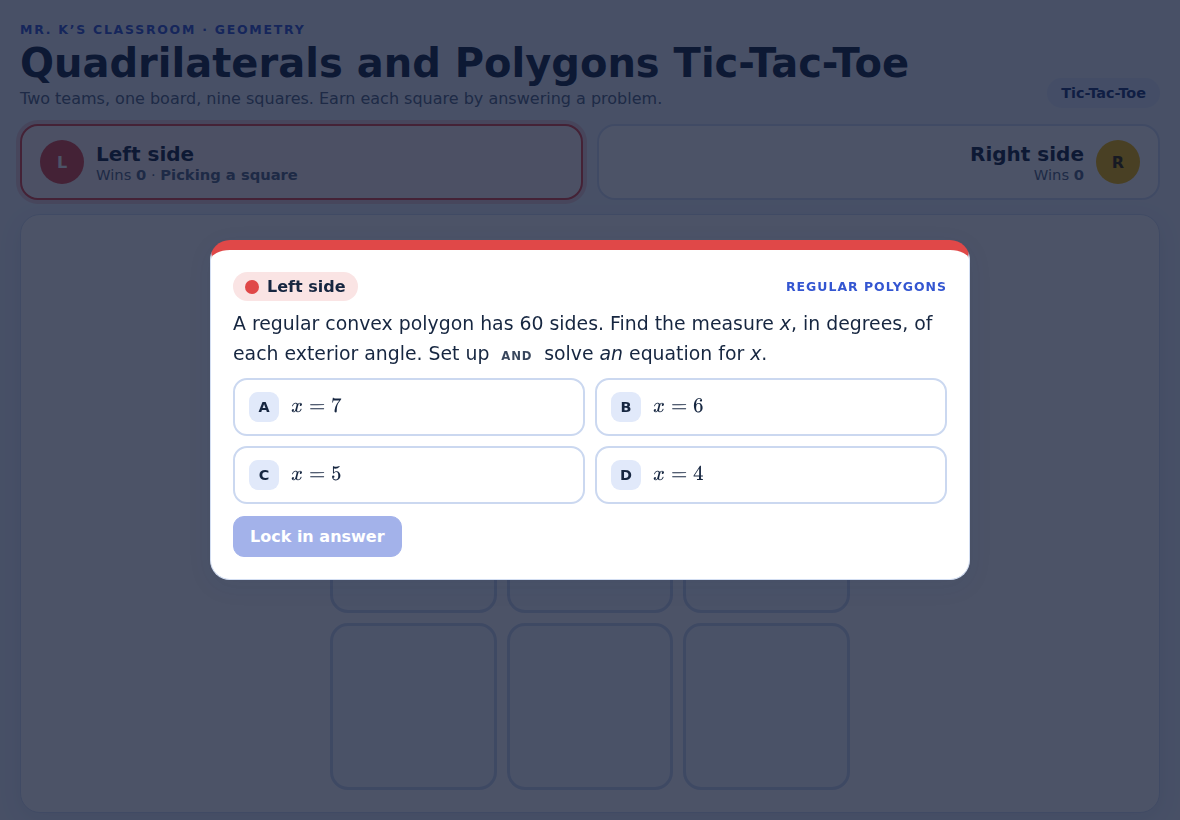 MR. K'S CLASSROOM · GEOMETRY
Quadrilaterals and Polygons Tic-Tac-Toe
Two teams, one board, nine squares. Earn each square by answering a problem.
Tic-Tac-Toe
L
Left side
Wins 0 · Picking a square
Right side
Wins 0
R
Left side
REGULAR POLYGONS
A regular convex polygon has 60 sides. Find the measure x, in degrees, of
each exterior angle. Set up AND solve an equation for x.
A x = 7
B x = 6
C x = 5
D x = 4
Lock in answer